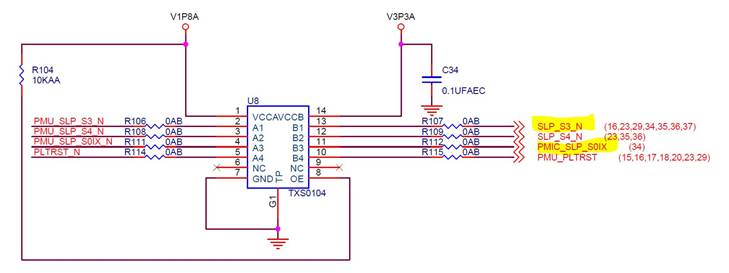 V1P8A
V3P3A
R104
10KAA
C34
0.1UFAEC
U8
1
VCCAVCCB
14
PMU_SLP_S3_N
R106
0AB
2
A1
B1
13
R107
0AB
SLP_S3_N
(16,23,29,34,35,36,37)
PMU_SLP_S4_N
R108
0AB
3
A2
B2
12
R109
0AB
SLP_S4_N
(23,35,36)
PMU_SLP_S0IX_N
R111
0AB
4
A3
B3
11
R112
0AB
PMIC_SLP_S0IX
(34)
PLTRST_N
R114
0AB
5
A4
B4
10
R115
0AB
PMU_PLTRST
(15,16,17,18,20,23,29)
6
NC
NC
9
7
GND
TP
OE
8
G1
TXS0104